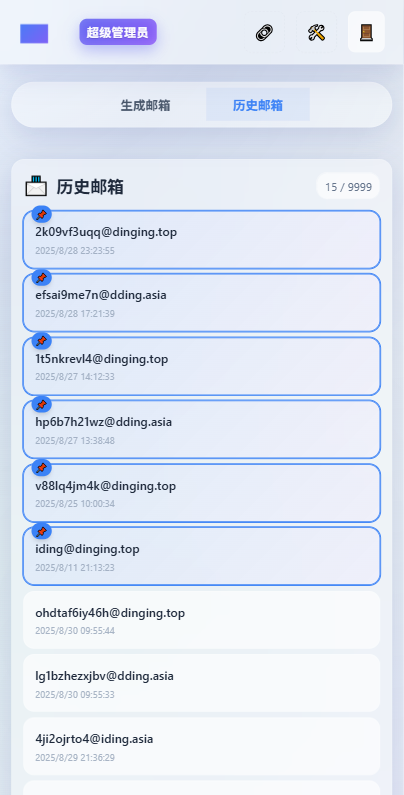 超级管理员
生成邮箱
历史邮箱
历史邮箱
15 / 9999
2k09vf3uqq@dinging.top
2025/8/28 23:23:55
efsai9me7n@dding.asia
2025/8/28 17:21:39
1t5nkrevl4@dinging.top
2025/8/27 14:12:33
hp6b7h21wz@dding.asia
2025/8/27 13:38:48
v88lq4jm4k@dinging.top
2025/8/25 10:00:34
iding@dinging.top
2025/8/11 21:13:23
ohdtaf6iy46h@dinging.top
2025/8/30 09:55:44
lg1bzhezxjbv@dding.asia
2025/8/30 09:55:33
4ji2ojrto4@iding.asia
2025/8/29 21:36:29